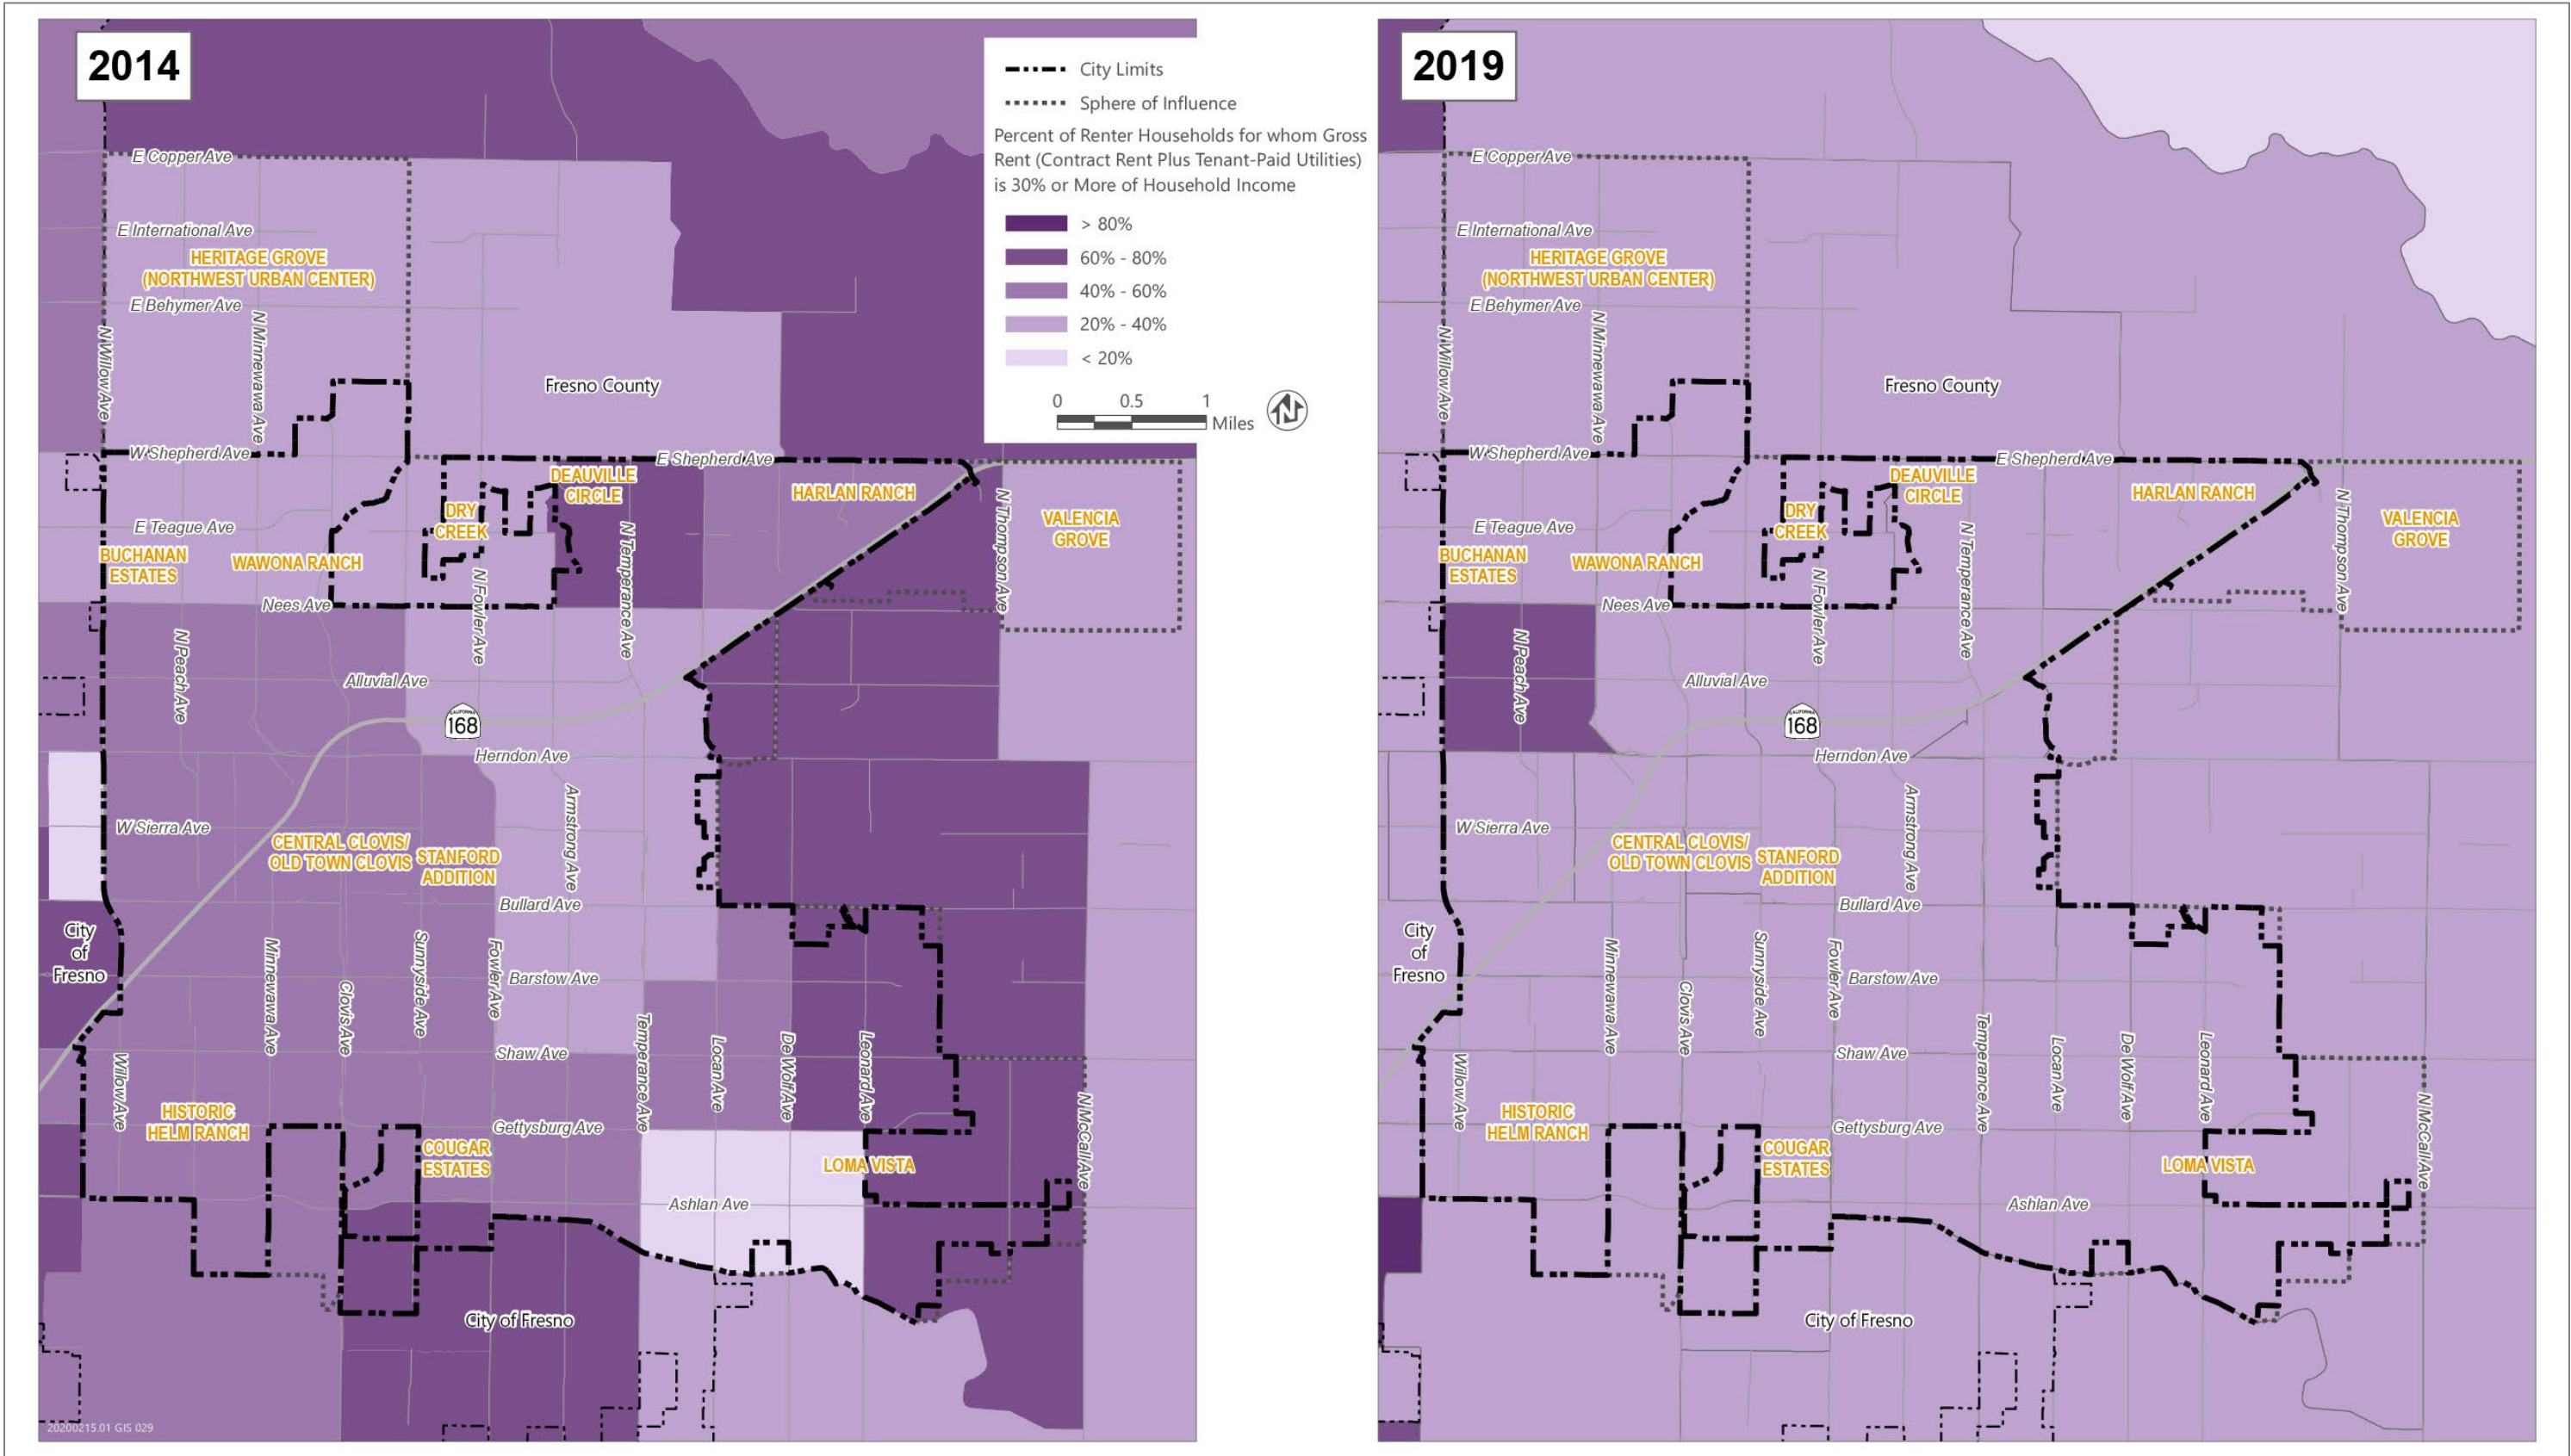 2014
City Limits
Sphere of Influence
Percent of Renter Households for whom Gross
Rent (Contract Rent Plus Tenant-Paid Utilities)
is 30% or More of Household Income
> 80%
60% - 80%
40% - 60%
20% - 40%
< 20%
0 0.5 1
Miles
N
E Copper Ave
E International Ave
HERITAGE GROVE
(NORTHWEST URBAN CENTER)
E Behymer Ave
N Willow Ave
N Minnewawa Ave
Fresno County
W Shepherd Ave
E Shepherd Ave
DEAUVILLE
CIRCLE
HARLAN RANCH
DRY
CREEK
E Teague Ave
N Temperance Ave
N Thompson Ave
VALENCIA
GROVE
BUCHANAN
ESTATES
WAWONA RANCH
Nees Ave
N Fowler Ave
N Peach Ave
Alluvial Ave
CALIFORNIA
168
Herndon Ave
Armstrong Ave
W Sierra Ave
CENTRAL CLOVIS/
OLD TOWN CLOVIS
STANFORD
ADDITION
Bullard Ave
City
of
Fresno
Minnewawa Ave
Clovis Ave
Sunnyside Ave
Fowler Ave
Barstow Ave
Shaw Ave
Willow Ave
Temperance Ave
Locan Ave
De Wolf Ave
Leonard Ave
N McCall Ave
HISTORIC
HELM RANCH
Gettysburg Ave
COUGAR
ESTATES
LOMA VISTA
Ashlan Ave
City of Fresno
20200215.01 GIS 029
2019
E Copper Ave
E International Ave
HERITAGE GROVE
(NORTHWEST URBAN CENTER)
E Behymer Ave
N Willow Ave
N Minnewawa Ave
Fresno County
W Shepherd Ave
E Shepherd Ave
DEAUVILLE
CIRCLE
HARLAN RANCH
DRY
CREEK
E Teague Ave
N Temperance Ave
N Thompson Ave
VALENCIA
GROVE
BUCHANAN
ESTATES
WAWONA RANCH
Nees Ave
N Fowler Ave
N Peach Ave
Alluvial Ave
CALIFORNIA
168
Herndon Ave
Armstrong Ave
W Sierra Ave
CENTRAL CLOVIS/
OLD TOWN CLOVIS
STANFORD
ADDITION
Bullard Ave
City
of
Fresno
Minnewawa Ave
Clovis Ave
Sunnyside Ave
Fowler Ave
Barstow Ave
Shaw Ave
Willow Ave
Temperance Ave
Locan Ave
De Wolf Ave
Leonard Ave
N McCall Ave
HISTORIC
HELM RANCH
Gettysburg Ave
COUGAR
ESTATES
LOMA VISTA
Ashlan Ave
City of Fresno